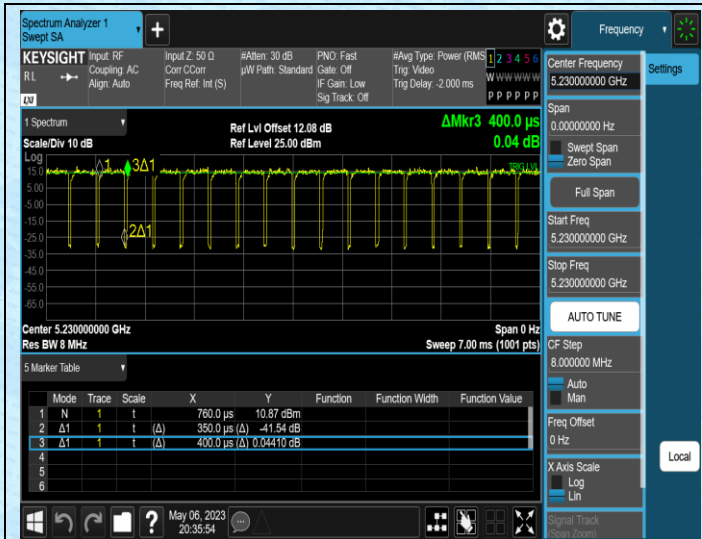 Spectrum Analyzer 1
Swept SA
+
Frequency
KEYSIGHT
RL
LXI
Input: RF
Coupling: AC
Align: Auto
Input Z: 50 Ω
Corr CCorr
Freq Ref: Int (S)
#Atten: 30 dB
µW Path: Standard
PNO: Fast
Gate: Off
IF Gain: Low
Sig Track: Off
#Avg Type: Power (RMS
Trig: Video
Trig Delay: -2.000 ms
1 2 3 4 5 6
W W W W W W
P P P P P P
1 Spectrum
Scale/Div 10 dB
Ref Lvl Offset 12.08 dB
Ref Level 25.00 dBm
ΔMkr3 400.0 µs
0.04 dB
Log
15.0
5.00
-5.00
-15.0
-25.0
-35.0
-45.0
-55.0
-65.0
1
3Δ1
2Δ1
TRIG LVL
Center 5.230000000 GHz
Res BW 8 MHz
Span 0 Hz
Sweep 7.00 ms (1001 pts)
5 Marker Table
Mode Trace Scale X Y Function Function Width Function Value
1 N 1 t 760.0 µs 10.87 dBm
2 Δ1 1 t (Δ) 350.0 µs (Δ) -41.54 dB
3 Δ1 1 t (Δ) 400.0 µs (Δ) 0.04410 dB
4
5
6
?
May 06, 2023
20:35:54
Center Frequency
5.230000000 GHz
Span
0.00000000 Hz
Swept Span
Zero Span
Full Span
Start Freq
5.230000000 GHz
Stop Freq
5.230000000 GHz
AUTO TUNE
CF Step
8.000000 MHz
Auto
Man
Freq Offset
0 Hz
X Axis Scale
Log
Lin
Signal Track
(Span Zoom)
Settings
Local